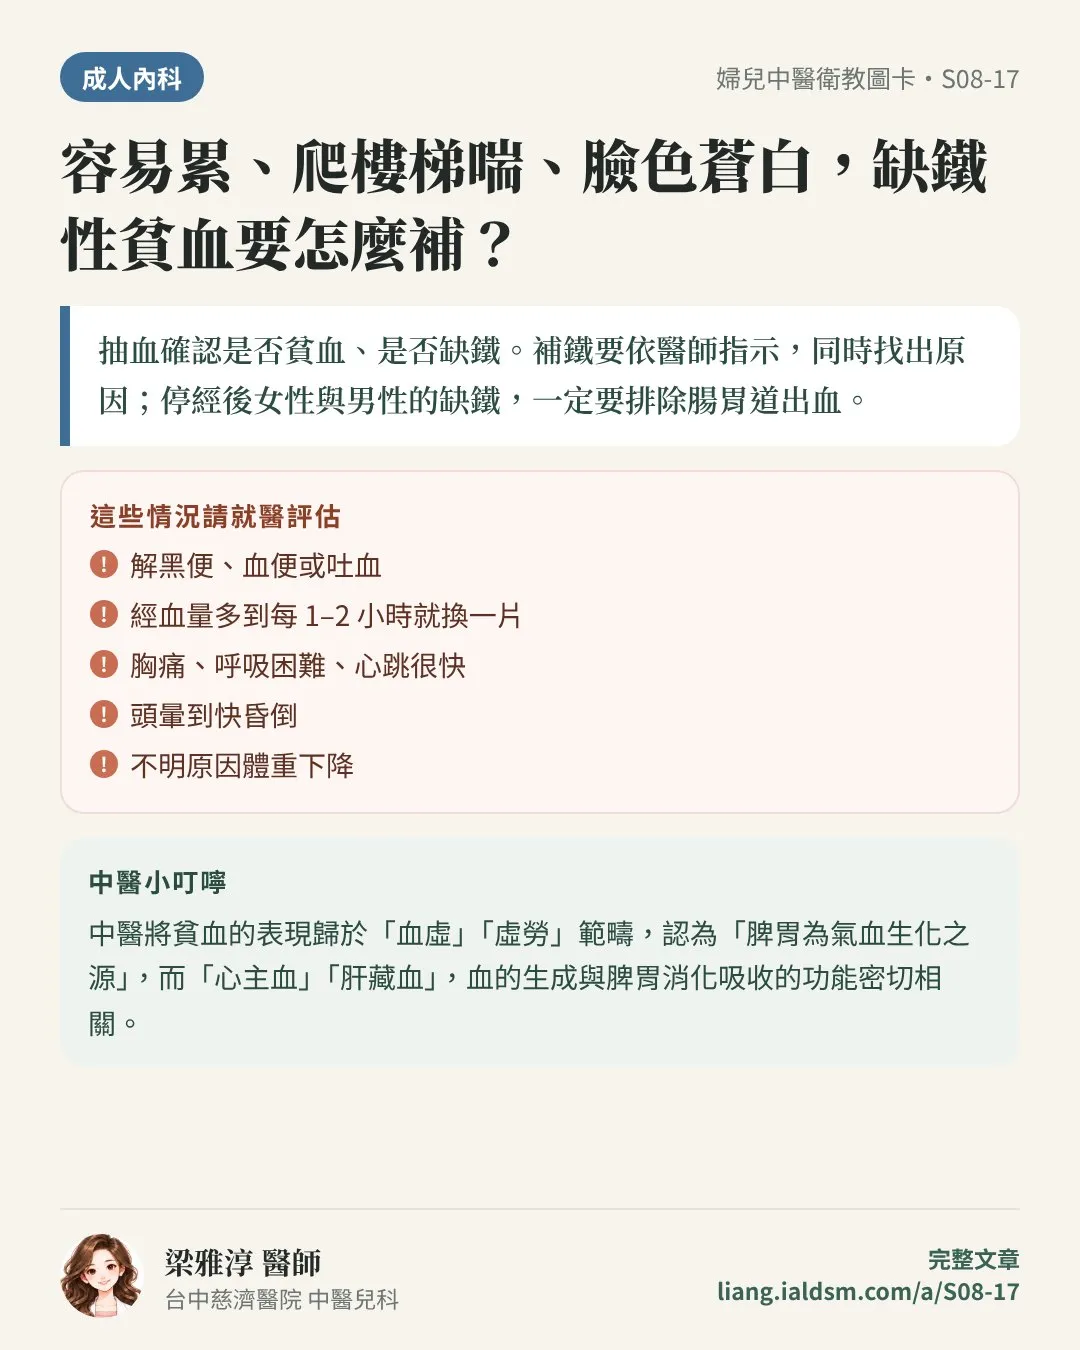 成人內科
婦兒中醫衛教圖卡・S08-17
容易累、爬樓梯喘、臉色蒼白，缺鐵
性貧血要怎麼補？
抽血確認是否貧血、是否缺鐵。補鐵要依醫師指示，同時找出原
因；停經後女性與男性的缺鐵，一定要排除腸胃道出血。
這些情況請就醫評估
! 解黑便、血便或吐血
! 經血量多到每 1–2 小時就換一片
! 胸痛、呼吸困難、心跳很快
! 頭暈到快昏倒
! 不明原因體重下降
中醫小叮嚀
中醫將貧血的表現歸於「血虛」「虛勞」範疇，認為「脾胃為氣血生化之
源」，而「心主血」「肝藏血」，血的生成與脾胃消化吸收的功能密切相
關。
梁雅淳 醫師
台中慈濟醫院 中醫兒科
完整文章
liang.ialdsm.com/a/S08-17